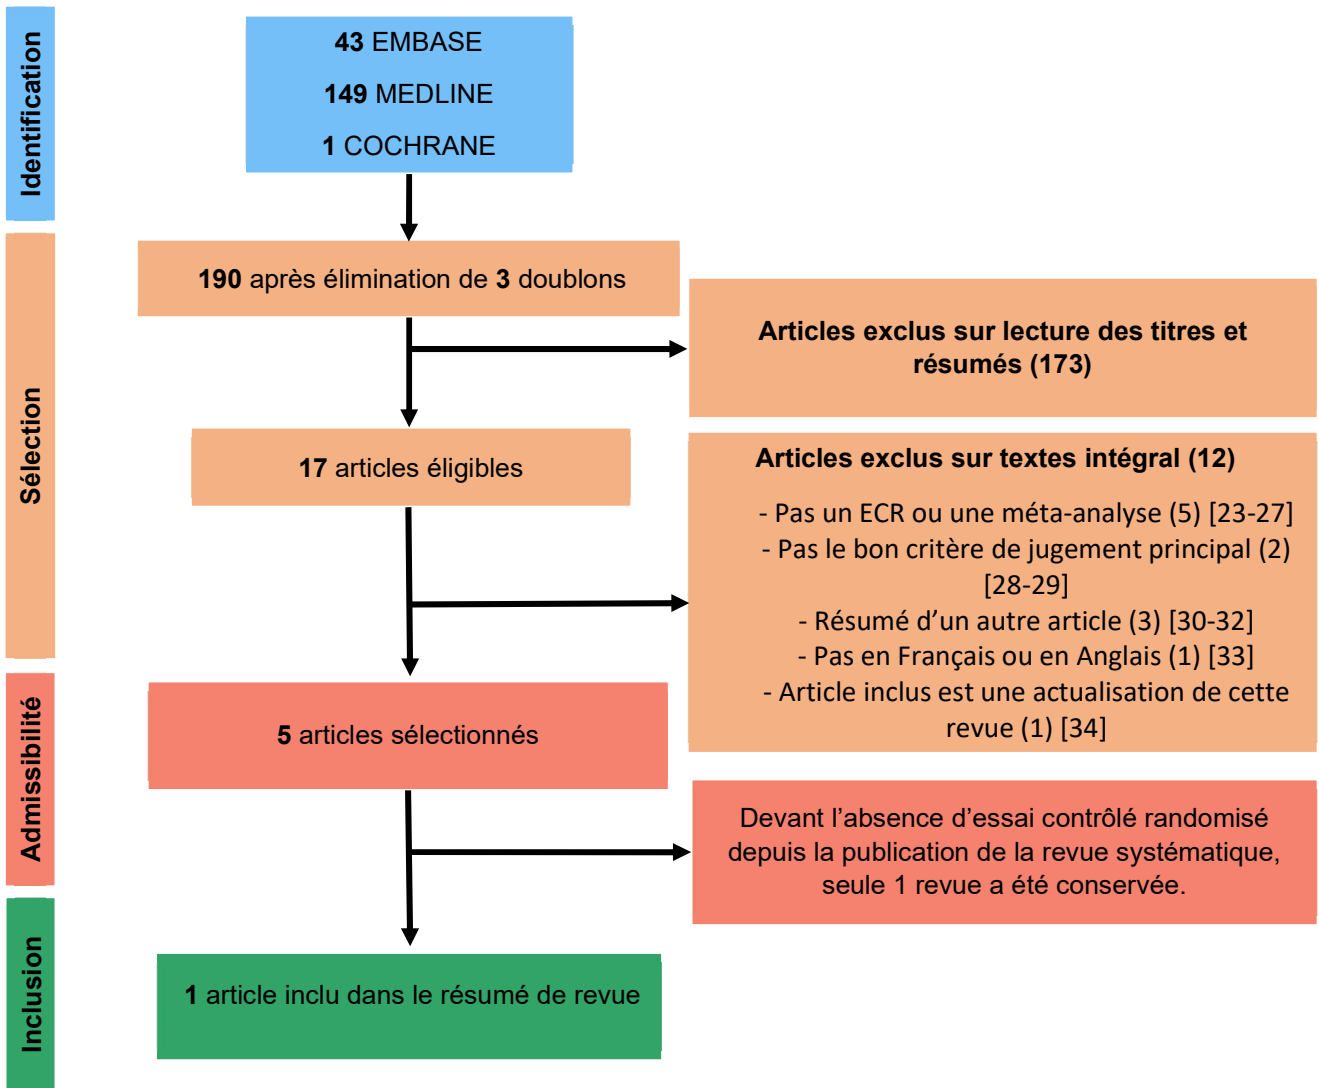 Identification
43 EMBASE
149 MEDLINE
1 COCHRANE
Sélection
190 après élimination de 3 doublons
Articles exclus sur lecture des titres et
résumés (173)
17 articles éligibles
Articles exclus sur textes intégral (12)
- Pas un ECR ou une méta-analyse (5) [23-27]
- Pas le bon critère de jugement principal (2)
[28-29]
- Résumé d’un autre article (3) [30-32]
- Pas en Français ou en Anglais (1) [33]
- Article inclus est une actualisation de cette
revue (1) [34]
Admissibilité
5 articles sélectionnés
Devant l’absence d’essai contrôlé randomisé
depuis la publication de la revue systématique,
seule 1 revue a été conservée.
Inclusion
1 article inclu dans le résumé de revue